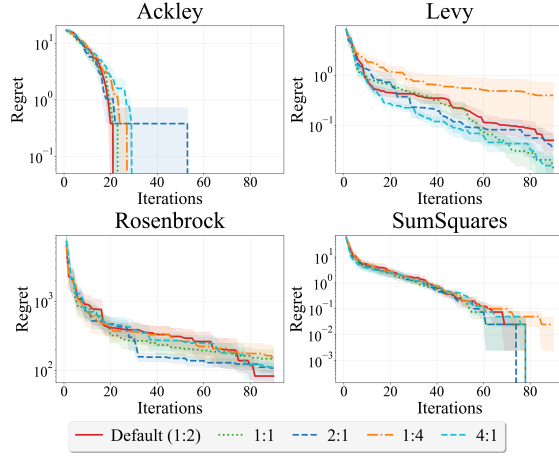 Ackley
Regret
10^1
10^0
10^-1
0 20 40 60 80
Iterations
Levy
Regret
10^0
10^-1
0 20 40 60 80
Iterations
Rosenbrock
Regret
10^3
10^2
0 20 40 60 80
Iterations
SumSquares
Regret
10^1
10^0
10^-1
10^-2
10^-3
0 20 40 60 80
Iterations
Default (1:2) 1:1 2:1 1:4 4:1